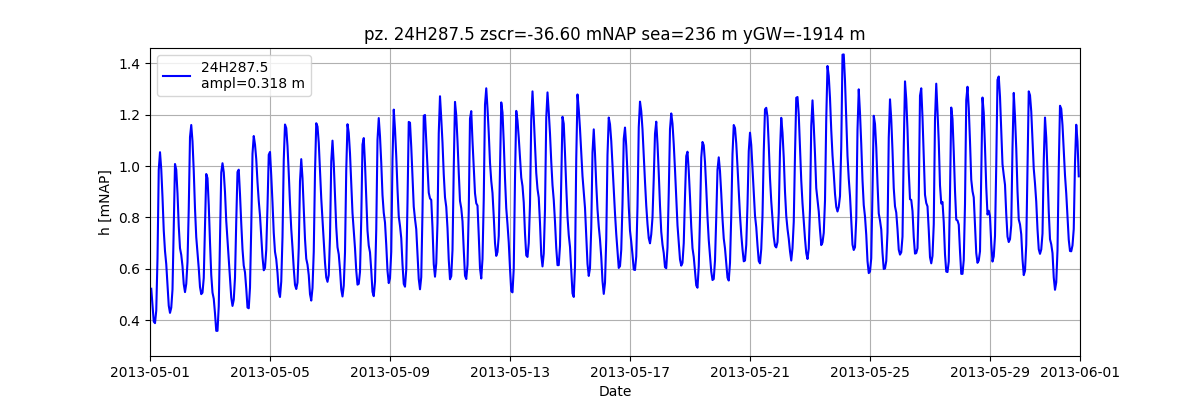 pz. 24H287.5 zscr=-36.60 mNAP sea=236 m yGW=-1914 m
24H287.5
ampl=0.318 m
h [mNAP]
1.4
1.2
1.0
0.8
0.6
0.4
2013-05-01 2013-05-05 2013-05-09 2013-05-13 2013-05-17 2013-05-21 2013-05-25 2013-05-29 2013-06-01
Date